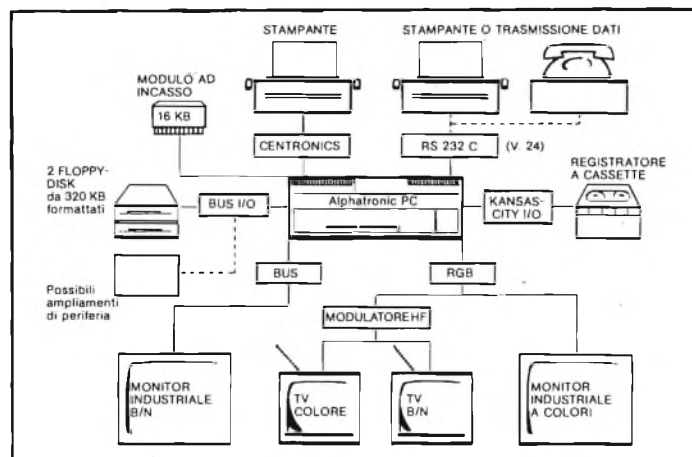 STAMPANTE
STAMPANTE O TRASMISSIONE DATI
MODULO AD
INCASSO
16 KB
CENTRONICS
RS 232 C
(V. 24)
2 FLOPPY-
DISK
da 320 KB
formattati
BUS I/O
Alphatronic PC
KANSAS-
CITY I/O
REGISTRATORE
A CASSETTE
BUS
RGB
Possibili
ampliamenti
di periferia
MODULATORE HF
MONITOR
INDUSTRIALE
B/N
TV
COLORE
TV
B/N
MONITOR
INDUSTRIALE
A COLORI